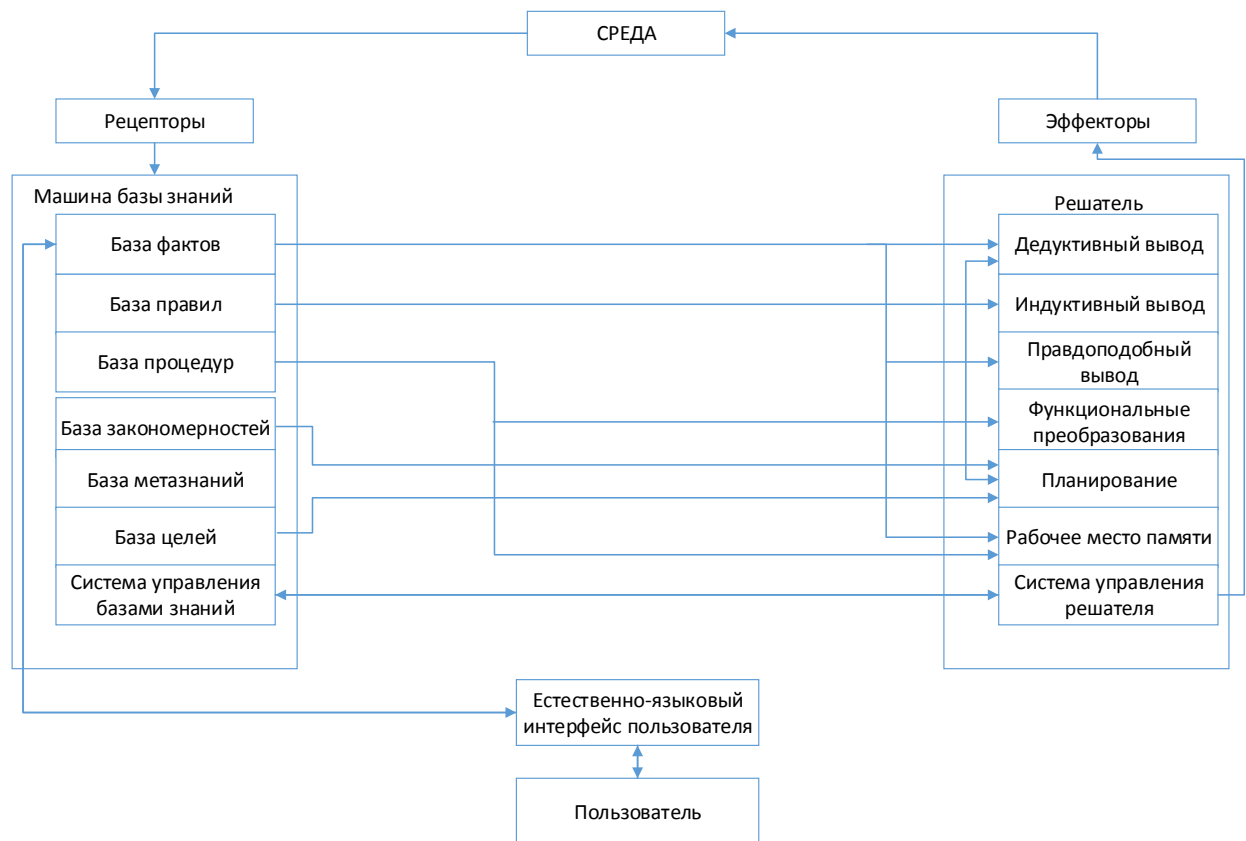 СРЕДА
Рецепторы
Эффекторы
Машина базы знаний
База фактов
База правил
База процедур
База закономерностей
База метазнаний
База целей
Система управления
базами знаний
Решатель
Дедуктивный вывод
Индуктивный вывод
Правдоподобный
вывод
Функциональные
преобразования
Планирование
Рабочее место памяти
Система управления
решателя
Естественно-языковый
интерфейс пользователя
Пользователь